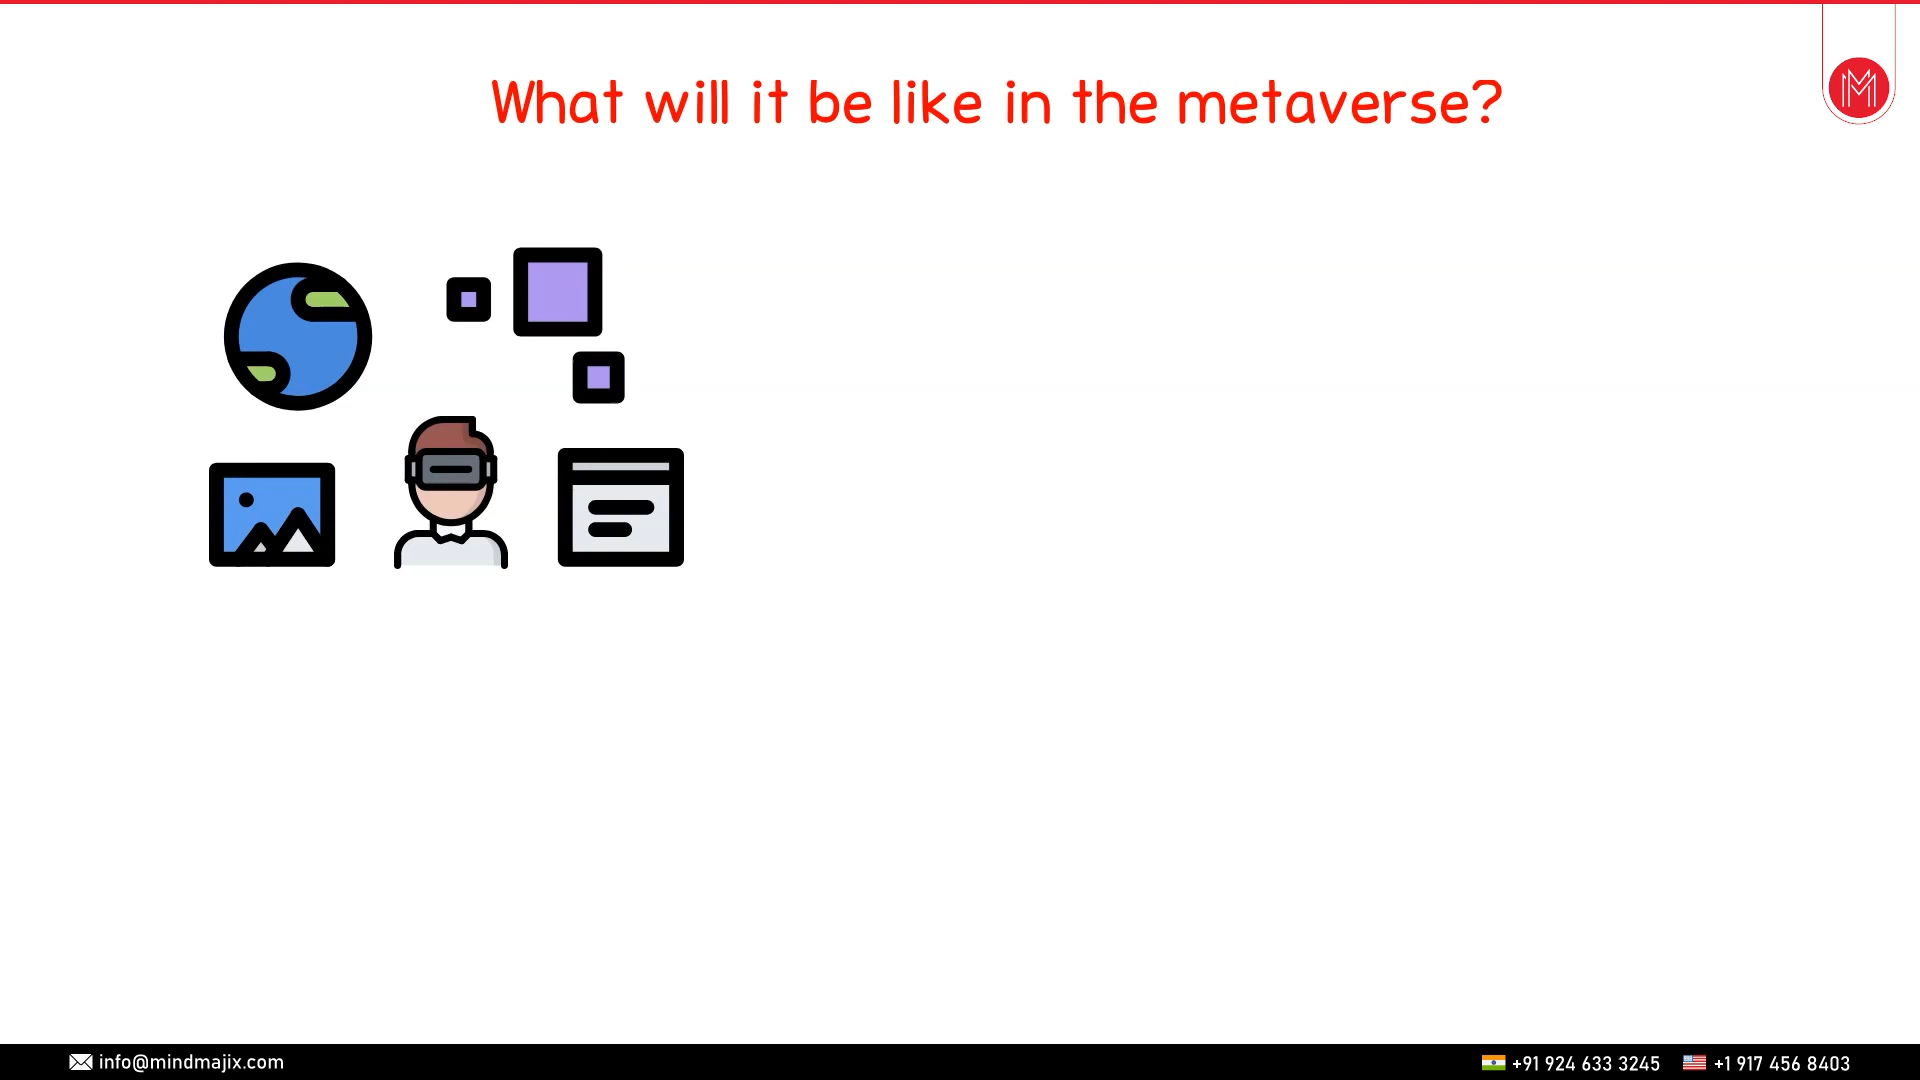 What will it be like in the metaverse?
info@mindmajix.com
+91 924 633 3245
+1 917 456 8403